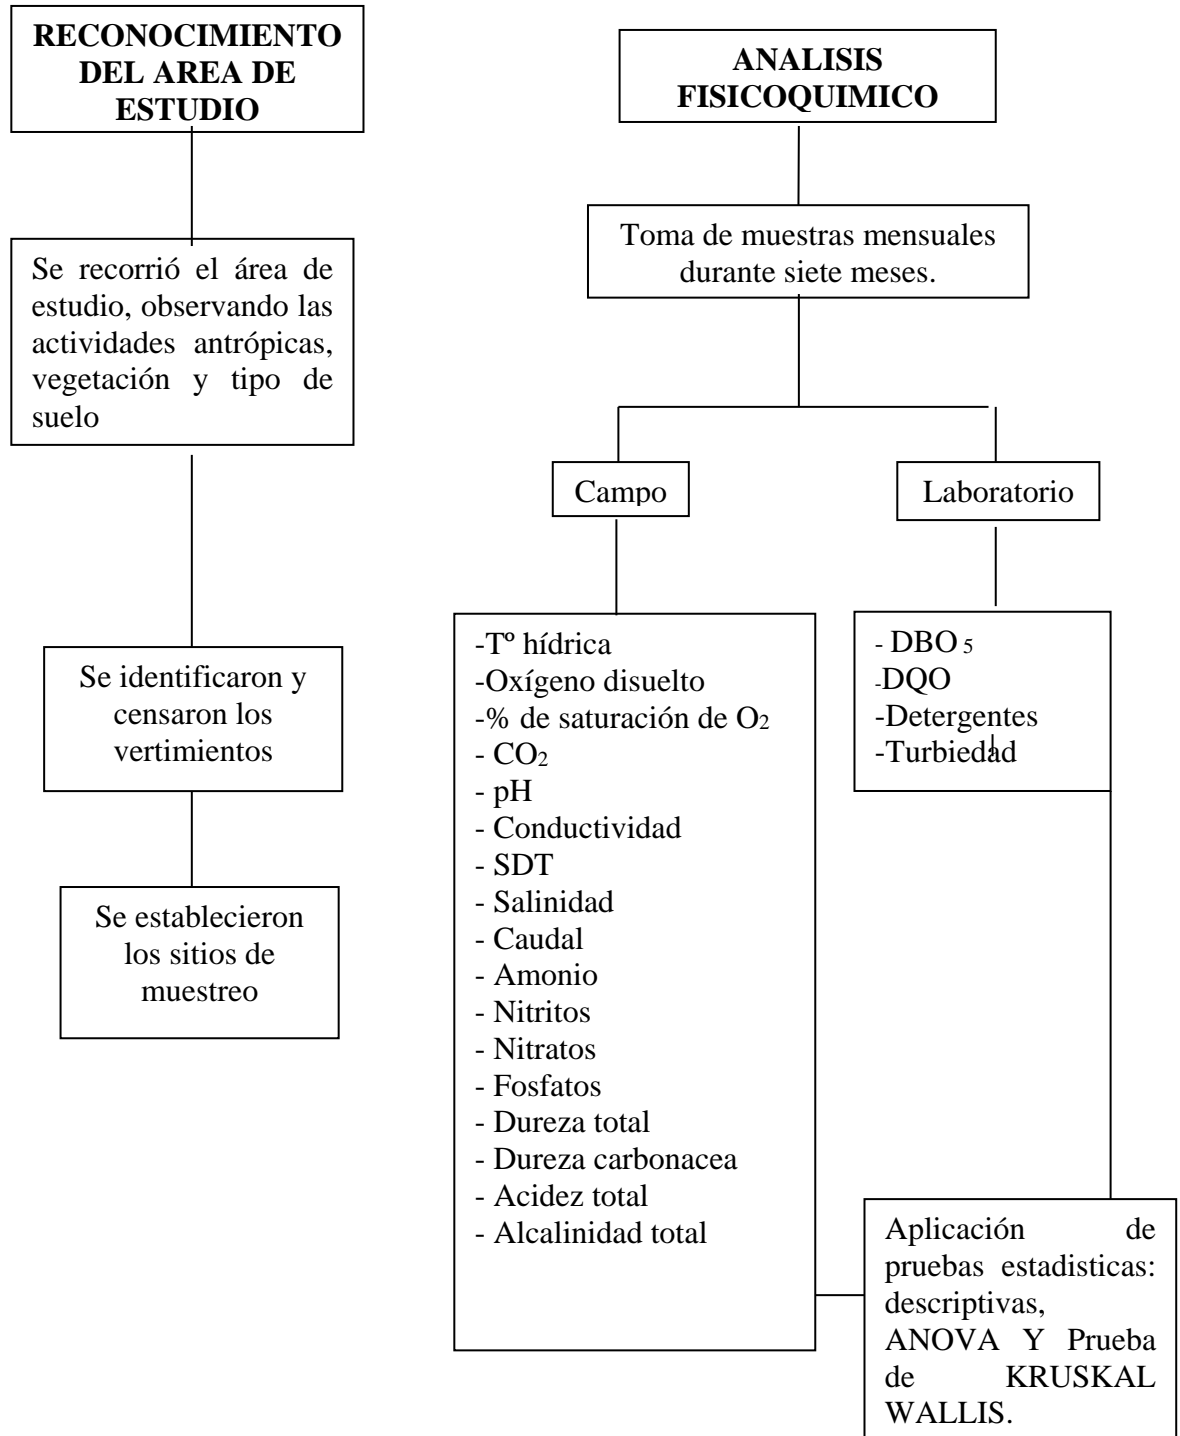 RECONOCIMIENTO
DEL AREA DE
ESTUDIO
Se recorrió el área de
estudio, observando las
actividades antrópicas,
vegetación y tipo de
suelo
Se identificaron y
censaron los
vertimientos
Se establecieron
los sitios de
muestreo
ANALISIS
FISICOQUIMICO
Toma de muestras mensuales
durante siete meses.
Campo
Laboratorio
-Tº hídrica
-Oxígeno disuelto
-% de saturación de O2
- CO2
- pH
- Conductividad
- SDT
- Salinidad
- Caudal
- Amonio
- Nitritos
- Nitratos
- Fosfatos
- Dureza total
- Dureza carbonacea
- Acidez total
- Alcalinidad total
- DBO 5
-DQO
-Detergentes
-Turbiedad
Aplicación de
pruebas estadisticas:
descriptivas,
ANOVA Y Prueba
de KRUSKAL
WALLIS.